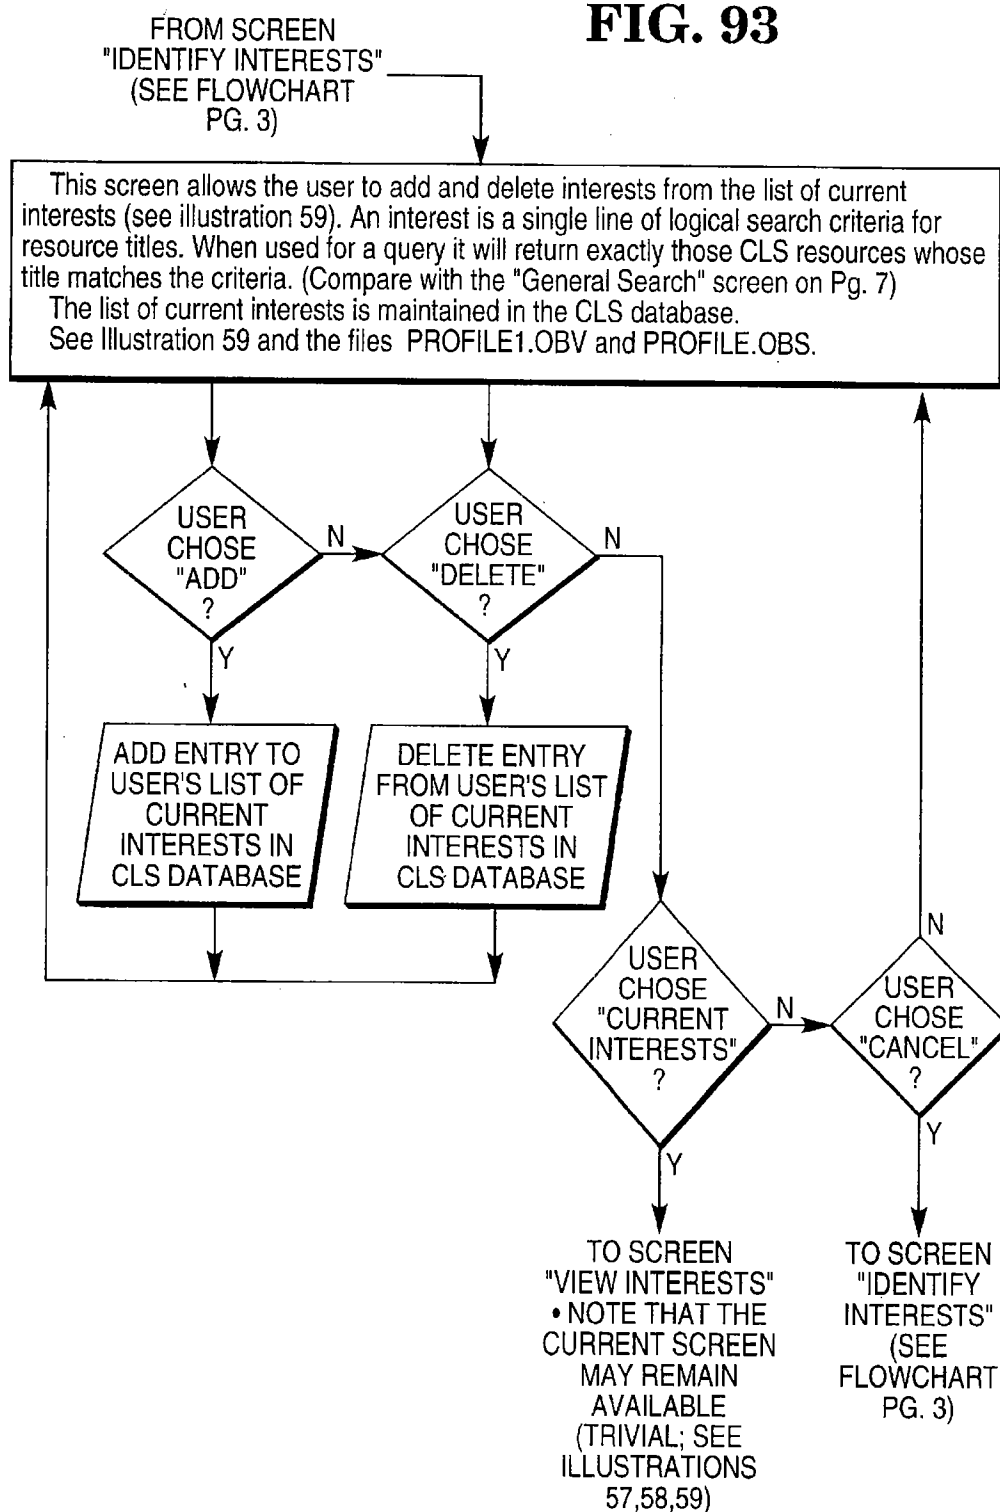 FIG. 93
FROM SCREEN
"IDENTIFY INTERESTS"
(SEE FLOWCHART
PG. 3)
This screen allows the user to add and delete interests from the list of current
interests (see illustration 59). An interest is a single line of logical search criteria for
resource titles. When used for a query it will return exactly those CLS resources whose
title matches the criteria. (Compare with the "General Search" screen on Pg. 7)
The list of current interests is maintained in the CLS database.
See Illustration 59 and the files PROFILE1.OBV and PROFILE.OBS.
USER
CHOSE
"ADD"
?
N
Y
USER
CHOSE
"DELETE"
?
N
Y
ADD ENTRY TO
USER'S LIST OF
CURRENT
INTERESTS IN
CLS DATABASE
DELETE ENTRY
FROM USER'S LIST
OF CURRENT
INTERESTS IN
CLS DATABASE
USER
CHOSE
"CURRENT
INTERESTS"
?
N
Y
N
USER
CHOSE
"CANCEL"
?
Y
TO SCREEN
"VIEW INTERESTS"
• NOTE THAT THE
CURRENT SCREEN
MAY REMAIN
AVAILABLE
(TRIVIAL; SEE
ILLUSTRATIONS
57,58,59)
TO SCREEN
"IDENTIFY
INTERESTS"
(SEE
FLOWCHART
PG. 3)